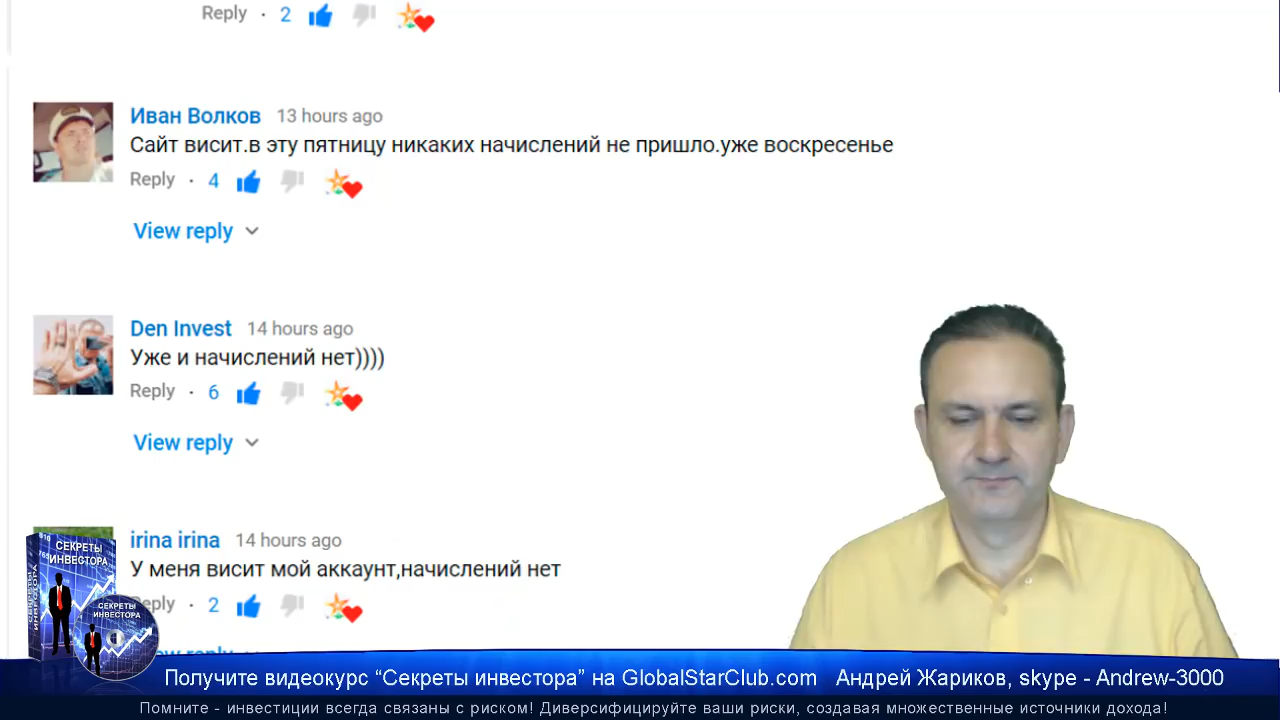 Reply · 2
Иван Волков 13 hours ago
Сайт висит.в эту пятницу никаких начислений не пришло.уже воскресенье
Reply · 4
View reply
Den Invest 14 hours ago
Уже и начислений нет))))
Reply · 6
View reply
irina irina 14 hours ago
У меня висит мой аккаунт,начислений нет
Reply · 2
СЕКРЕТЫ
ИНВЕСТОРА
СЕКРЕТЫ
ИНВЕСТОРА
Получите видеокурс “Секреты инвестора” на GlobalStarClub.com Андрей Жариков, skype - Andrew-3000
Помните - инвестиции всегда связаны с риском! Диверсифицируйте ваши риски, создавая множественные источники дохода!